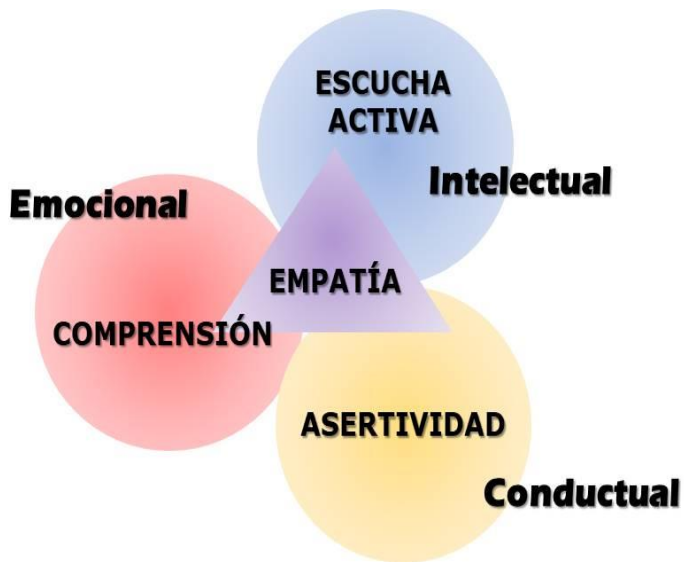 ESCUCHA
ACTIVA
Intelectual
Emocional
EMPATÍA
COMPRENSIÓN
ASERTIVIDAD
Conductual